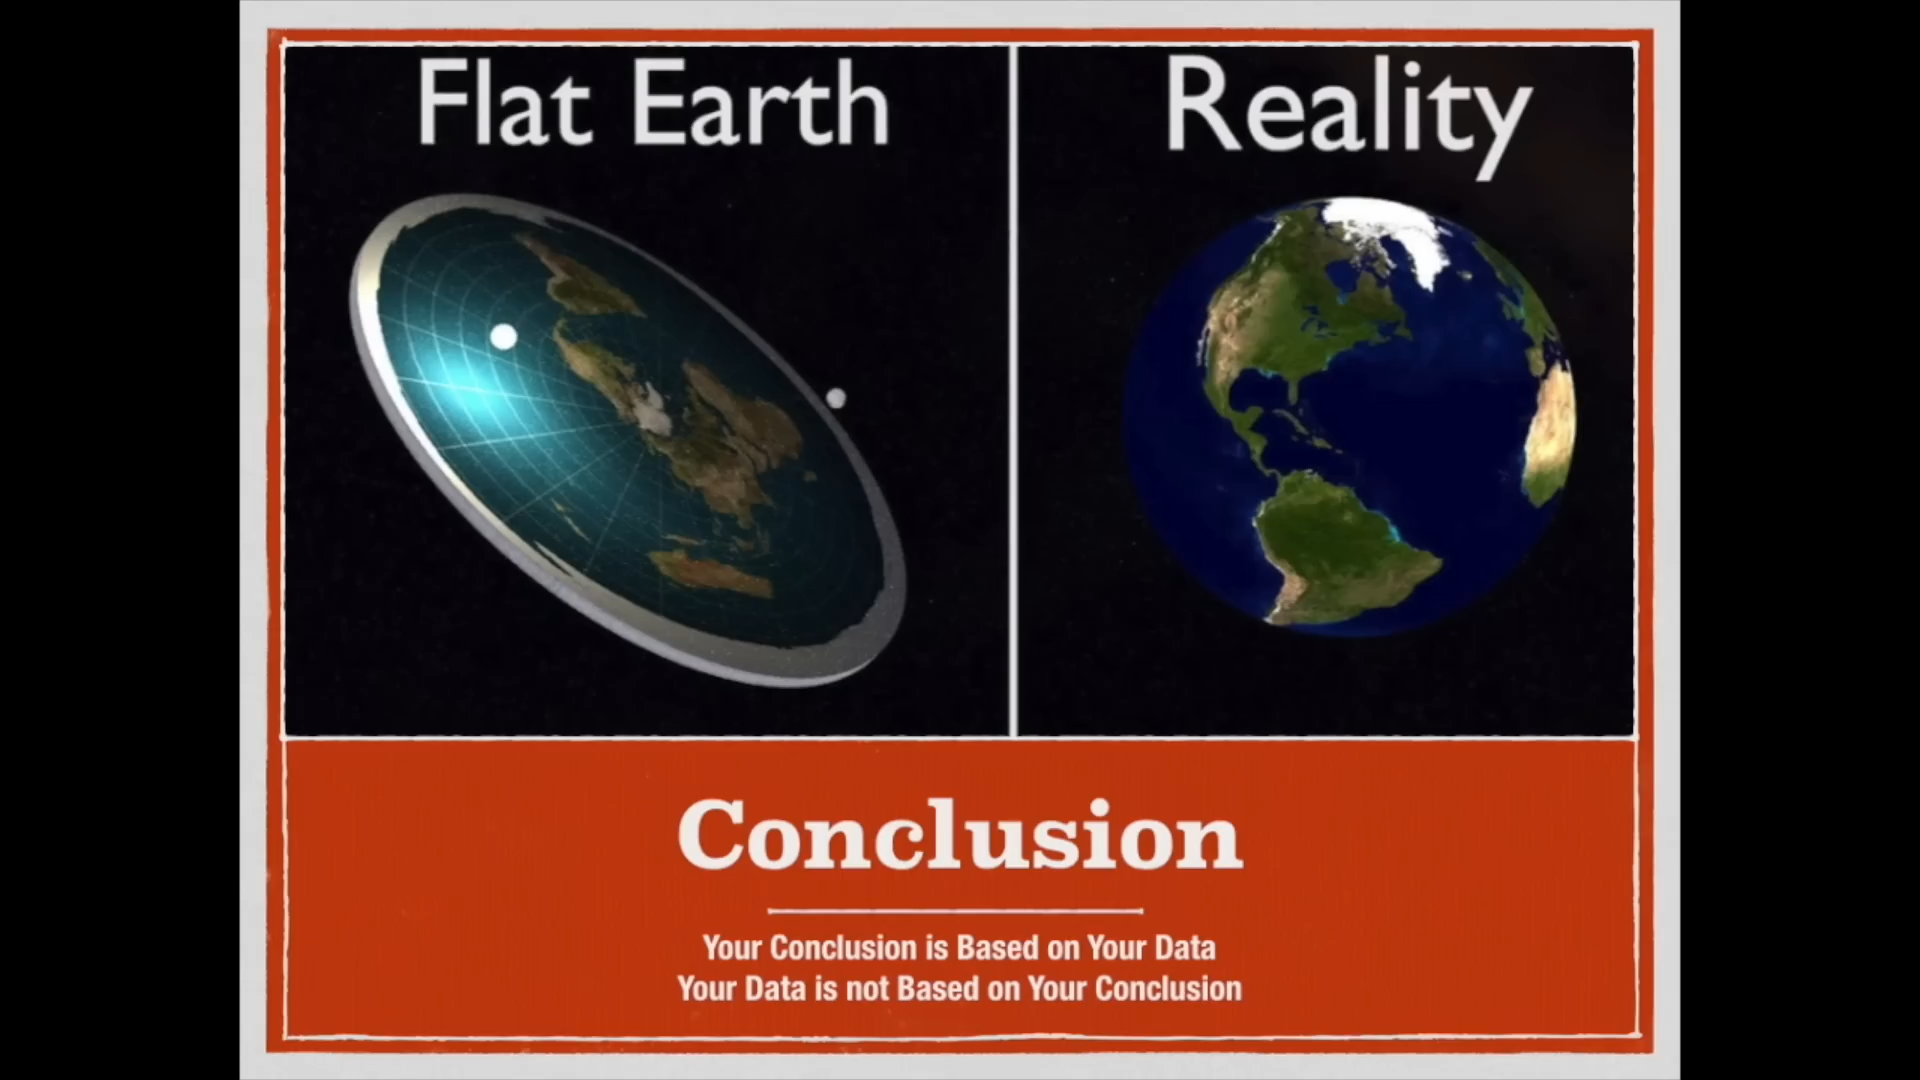 Flat Earth
Reality
Conclusion
Your Conclusion is Based on Your Data
Your Data is not Based on Your Conclusion